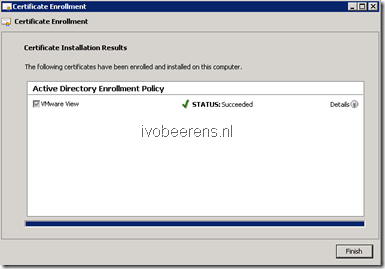 Certificate Enrollment
Certificate Enrollment
Certificate Installation Results
The following certificates have been enrolled and installed on this computer.
Active Directory Enrollment Policy
VMware View STATUS: Succeeded Details
ivobeerens.nl
Finish